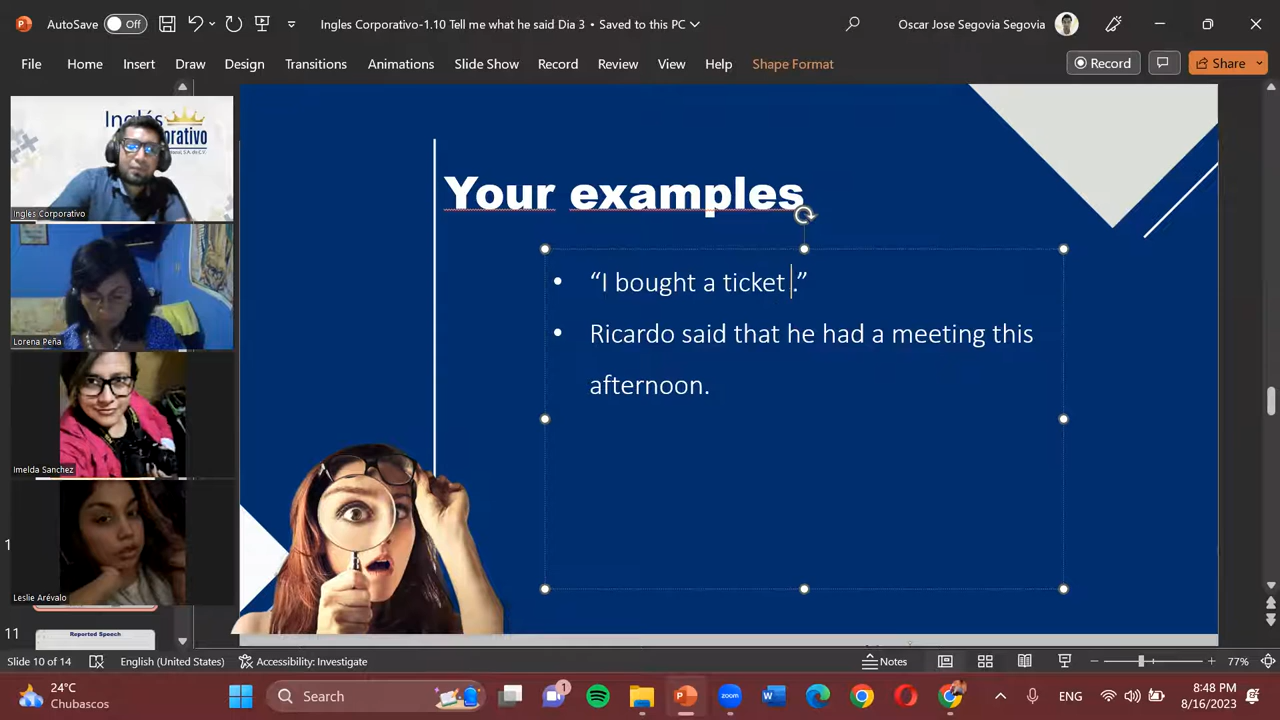 AutoSave Off Ingles Corporativo-1.10 Tell me what he said Dia 3 • Saved to this PC Oscar Jose Segovia Segovia
File Home Insert Draw Design Transitions Animations Slide Show Record Review View Help Shape Format Record Share
Inglés
orativo
Ingles Corporativo
Lorena Peña
Imelda Sanchez
Leslie Arévalo
Your examples
• “I bought a ticket .”
• Ricardo said that he had a meeting this
afternoon.
1
11
Reported Speech
Slide 10 of 14 English (United States) Accessibility: Investigate Notes 77%
24°C
Chubascos
Search
1
zoom
ENG
8:48 PM
8/16/2023